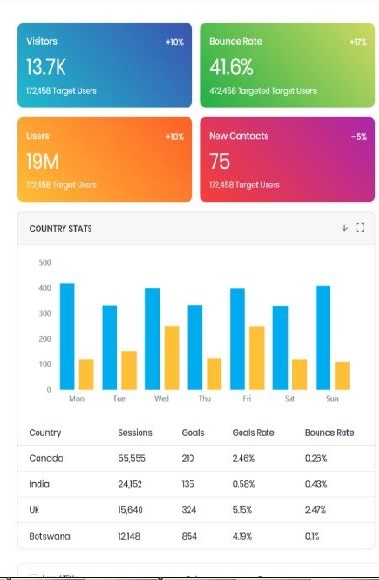 Visitors +10%
13.7K
172,458 Target Users
Bounce Rate +17%
41.6%
472,458 Targeted Target Users
Users +10%
19M
172,458 Target Users
New Contacts -5%
75
172,458 Target Users
COUNTRY STATS
500
400
300
200
100
0
Mon Tue Wed Thu Fri Sat Sun
Country Sessions Goals Goals Rate Bounce Rate
Canada 55,555 210 2.46% 0.26%
India 24,152 135 0.58% 0.43%
UK 15,640 324 5.15% 2.47%
Botswana 12148 854 4.19% 0.1%